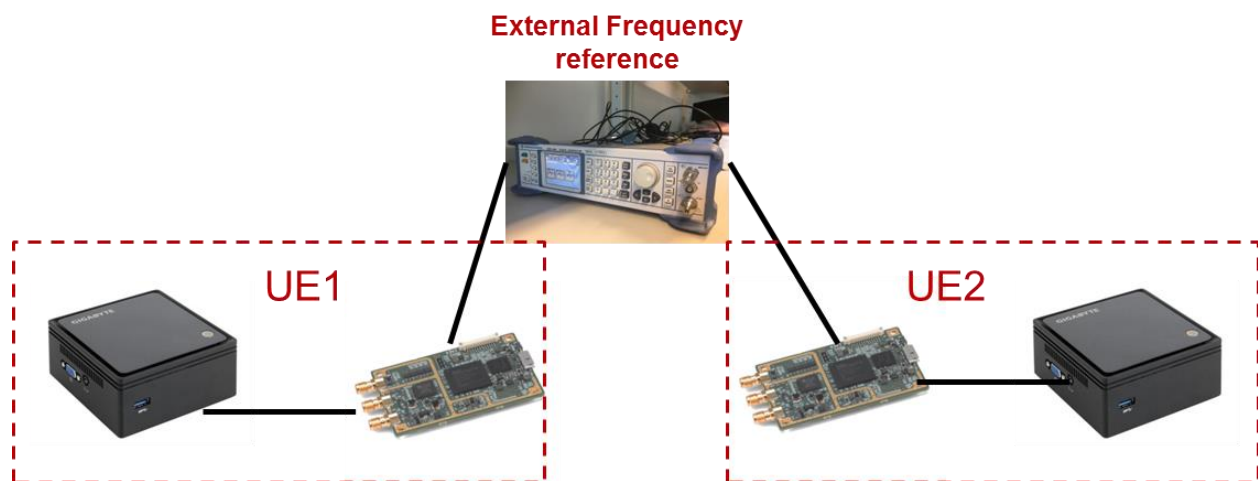 External Frequency
reference
UE1
UE2
GIGABYTE
GIGABYTE